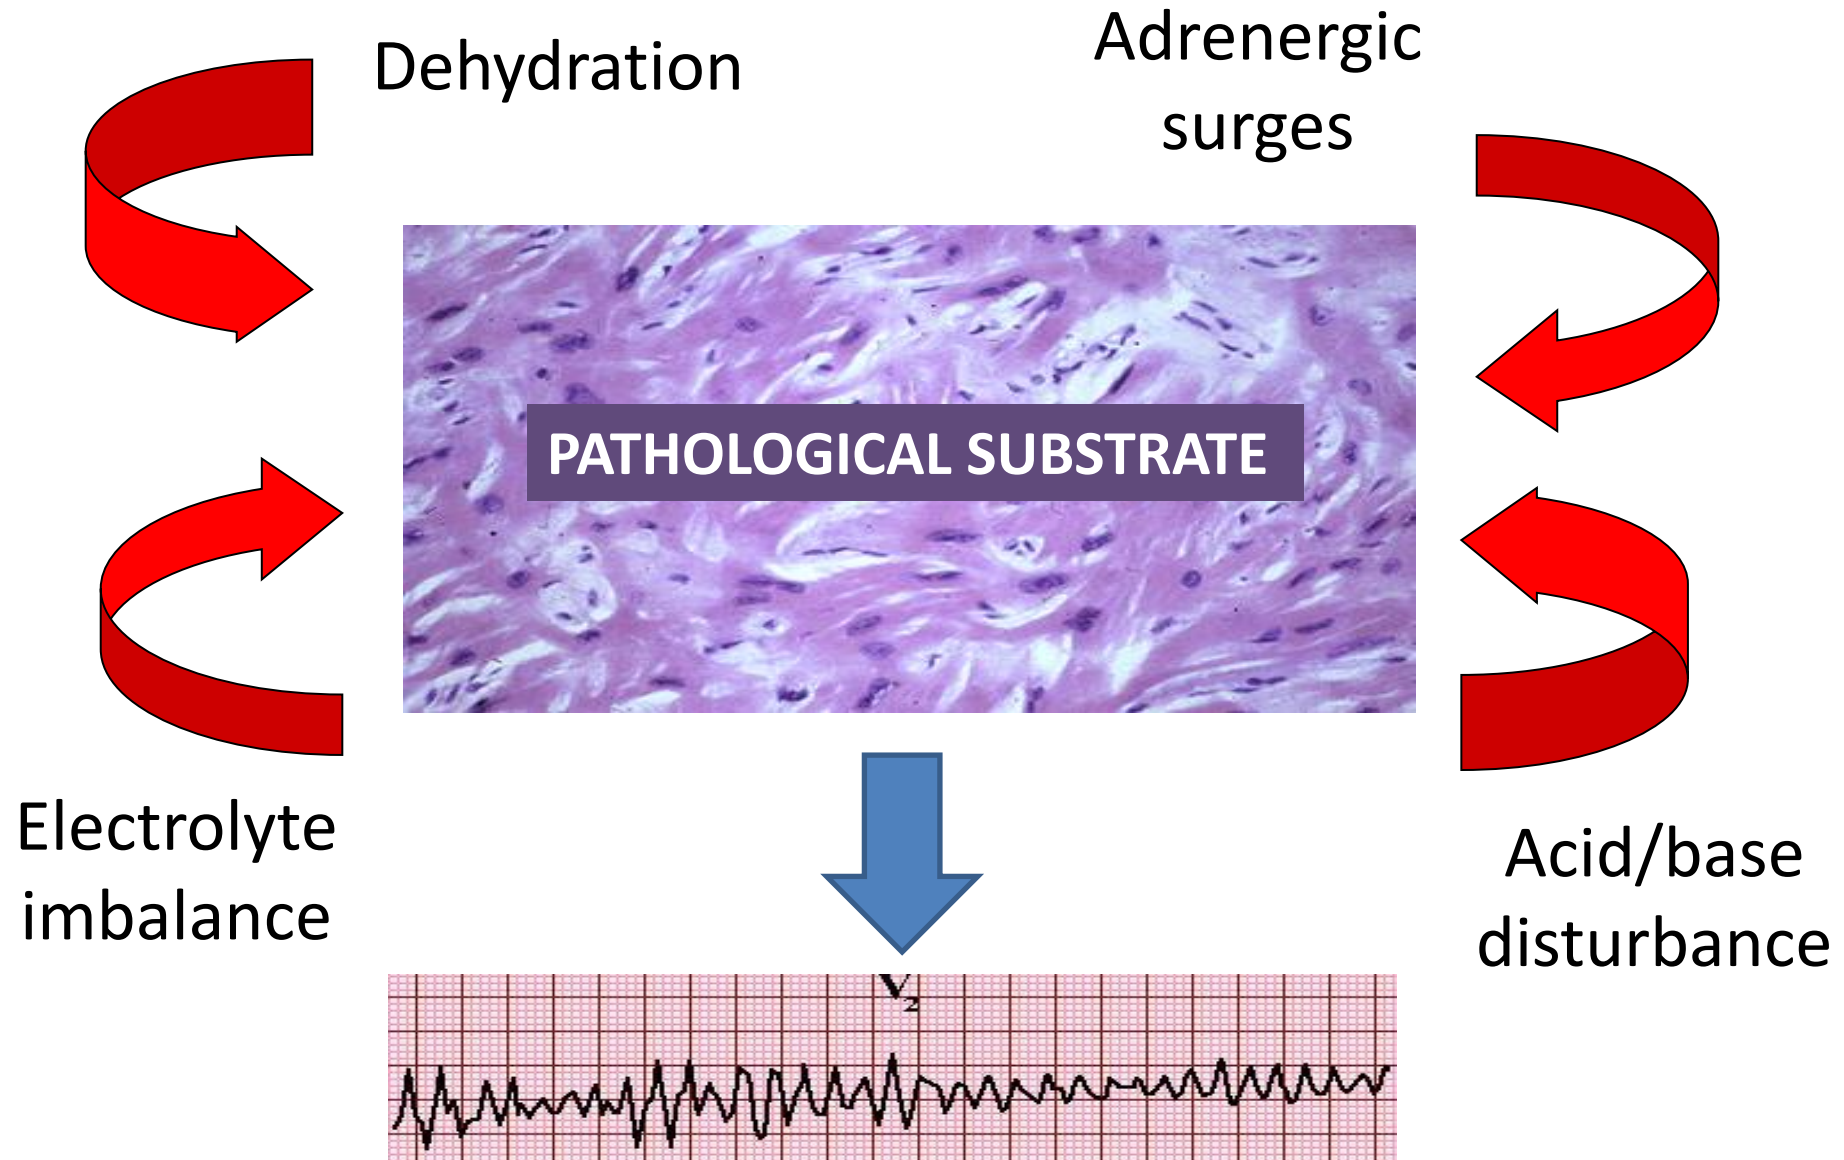 Dehydration
Adrenergic
surges
PATHOLOGICAL SUBSTRATE
Electrolyte
imbalance
Acid/base
disturbance
V2